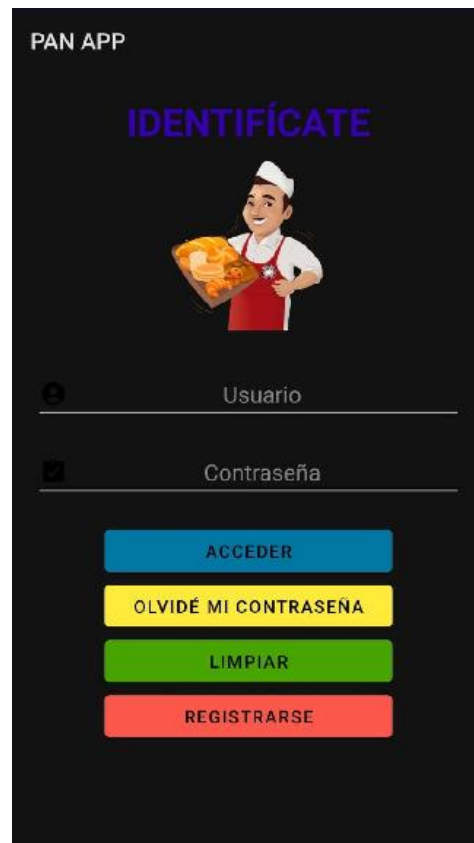 PAN APP
IDENTIFÍCATE
Usuario
Contraseña
ACCEDER
OLVIDÉ MI CONTRASEÑA
LIMPIAR
REGISTRARSE